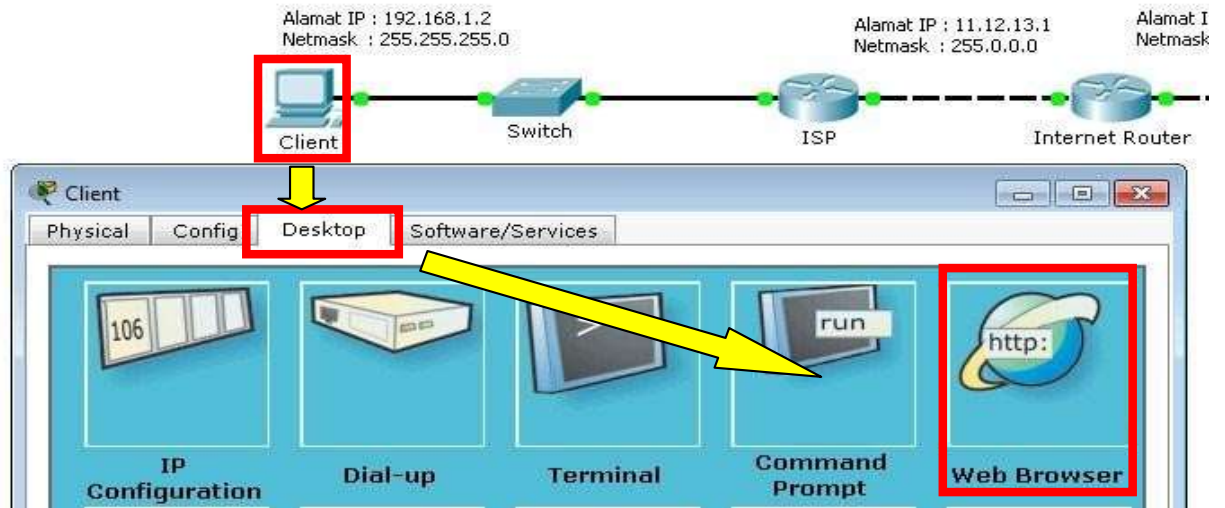 Alamat IP : 192.168.1.2
Netmask : 255.255.255.0
Alamat IP : 11.12.13.1
Netmask : 255.0.0.0
Alamat I
Netmask
Client
Switch
ISP
Internet Router
Client
Physical
Config
Desktop
Software/Services
106
>
run
http:
IP
Configuration
Dial-up
Terminal
Command
Prompt
Web Browser